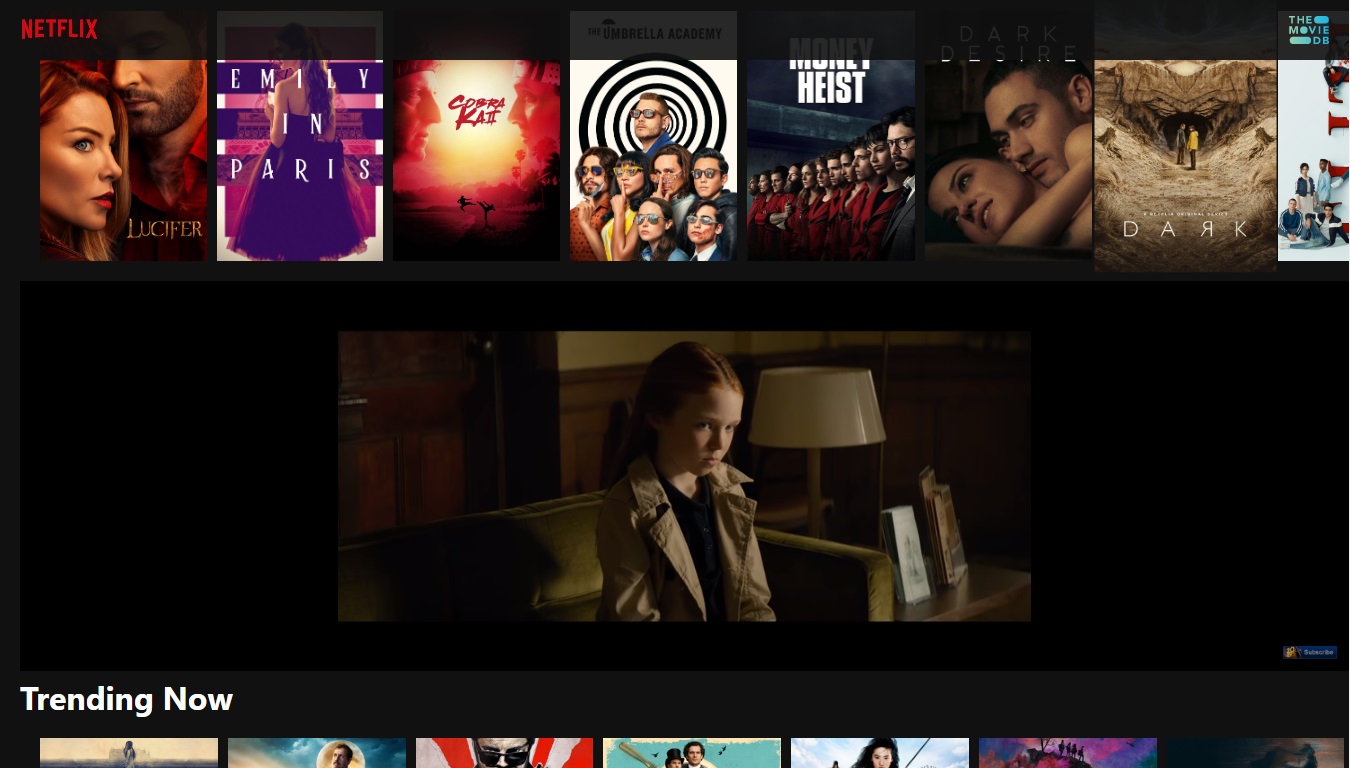 NETFLIX
THE UMBRELLA ACADEMY
DARK
DESIRE
THE
MOVIE
DB
EMILY
IN
PARIS
COBRA
KAI
MONEY
HEIST
LUCIFER
A NETFLIX ORIGINAL SERIES
DARK
Subscribe
Trending Now